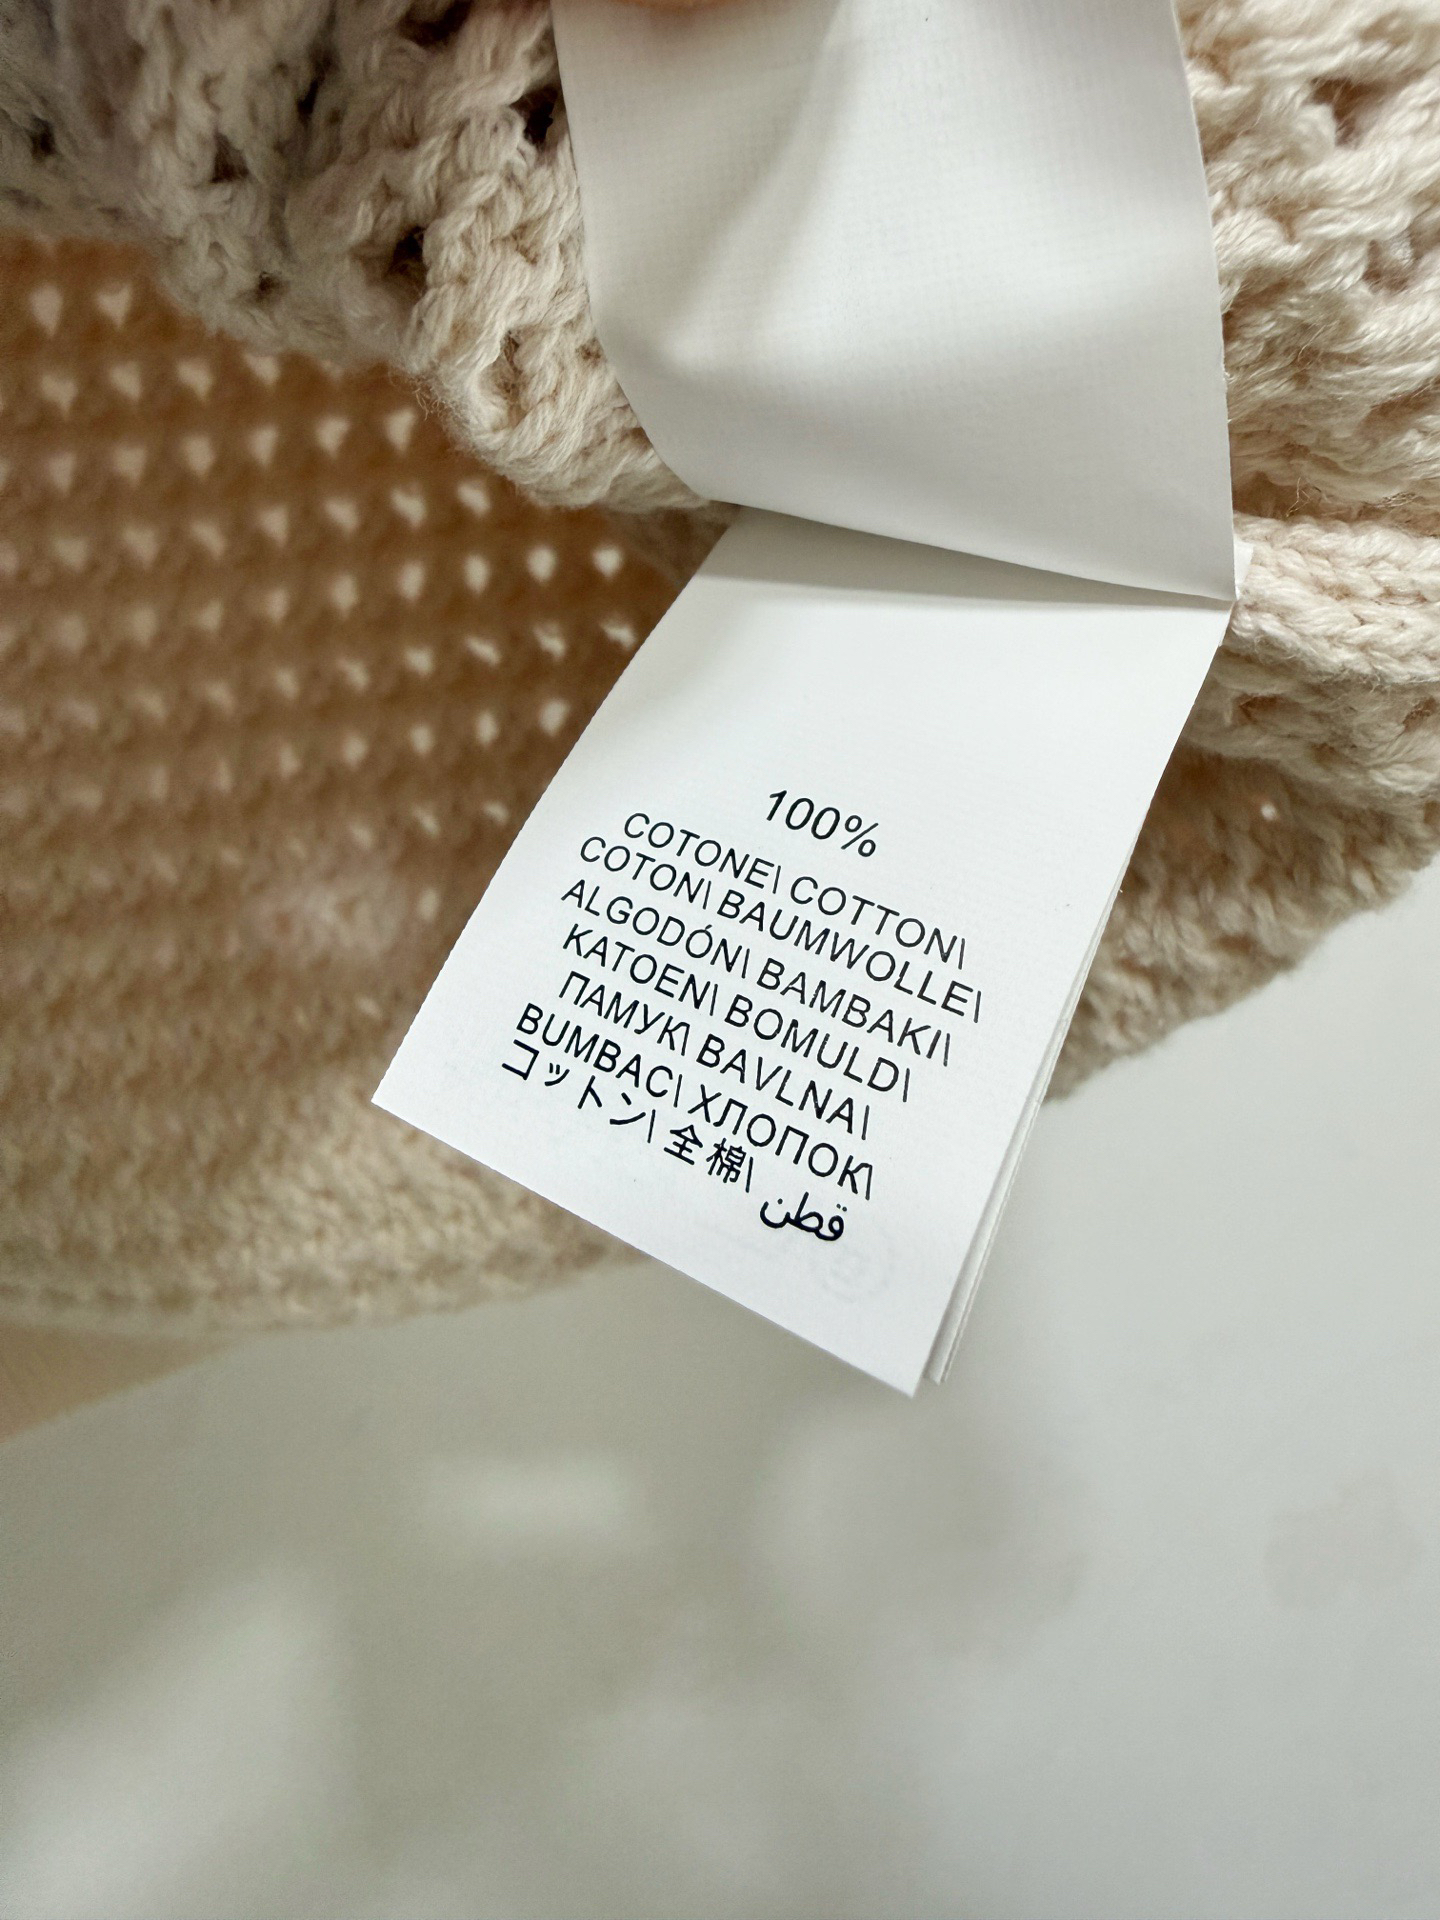 100%
COTONE\ COTTON\
COTON\ BAUMWOLLE\
ALGODÓN\ BAMBAKI\
KATOEN\ BOMULD\
ПАМУК\ BAVLNA\
BUMBAC\ ХЛОПОК\
コットン\ 全棉\ قطن